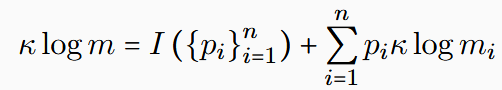 κ log m = I ({p_i}_{i=1}^n) + ∑_{i=1}^n p_i κ log m_i